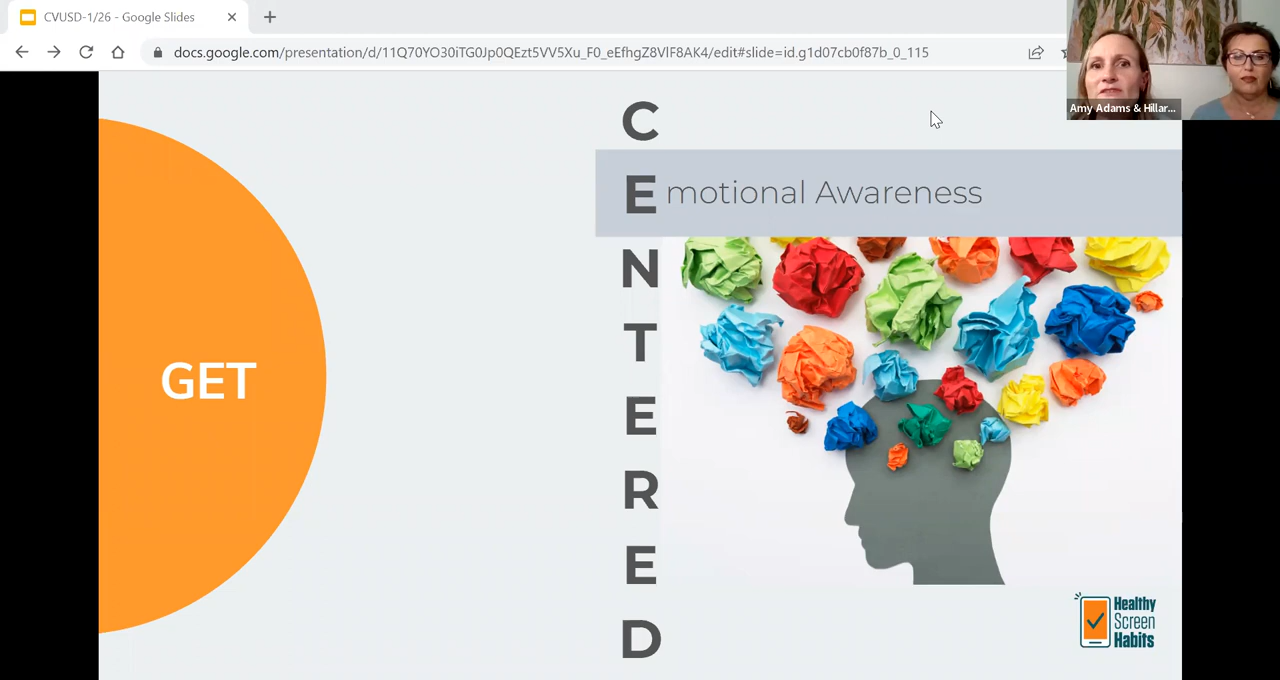 CVUSD-1/26 - Google Slides
docs.google.com/presentation/d/11Q70YO30iTG0Jp0QEzt5VV5Xu_F0_eEfhgZ8VlF8AK4/edit#slide=id.g1d07cb0f87b_0_115
Amy Adams & Hillar...
C
Emotional Awareness
N
T
E
R
E
D
GET
Healthy
Screen
Habits